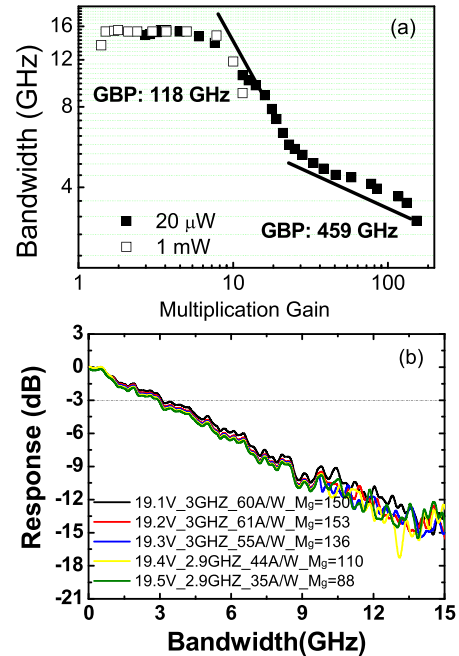 (a)
16
8
4
Bandwidth (GHz)
GBP: 118 GHz
GBP: 459 GHz
20 μW
1 mW
1
10
100
Multiplication Gain
(b)
3
0
-3
-6
-9
-12
-15
-18
-21
Response (dB)
19.1V_3GHZ_60A/W_Mg=150
19.2V_3GHZ_61A/W_Mg=153
19.3V_3GHZ_55A/W_Mg=136
19.4V_2.9GHZ_44A/W_Mg=110
19.5V_2.9GHZ_35A/W_Mg=88
0 3 6 9 12 15
Bandwidth(GHz)